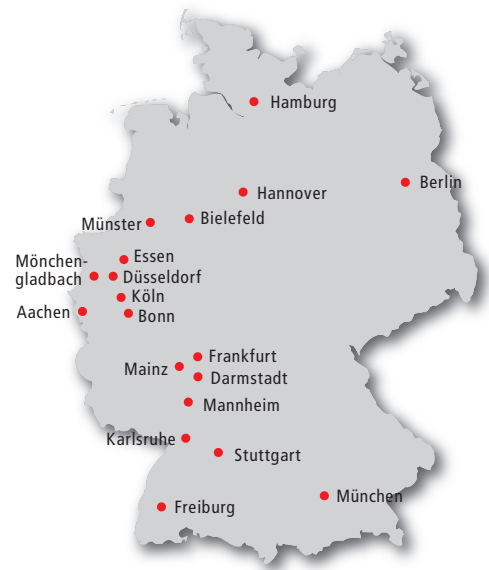 Hamburg
Berlin
Hannover
Bielefeld
Münster
Essen
Mönchen-
gladbach
Düsseldorf
Köln
Aachen
Bonn
Frankfurt
Mainz
Darmstadt
Mannheim
Karlsruhe
Stuttgart
München
Freiburg